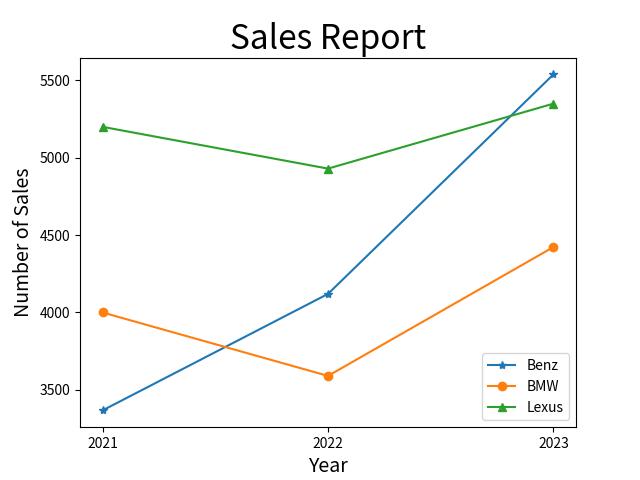 Sales Report
5500
5000
4500
4000
3500
Number of Sales
2021
2022
2023
Year
Benz
BMW
Lexus